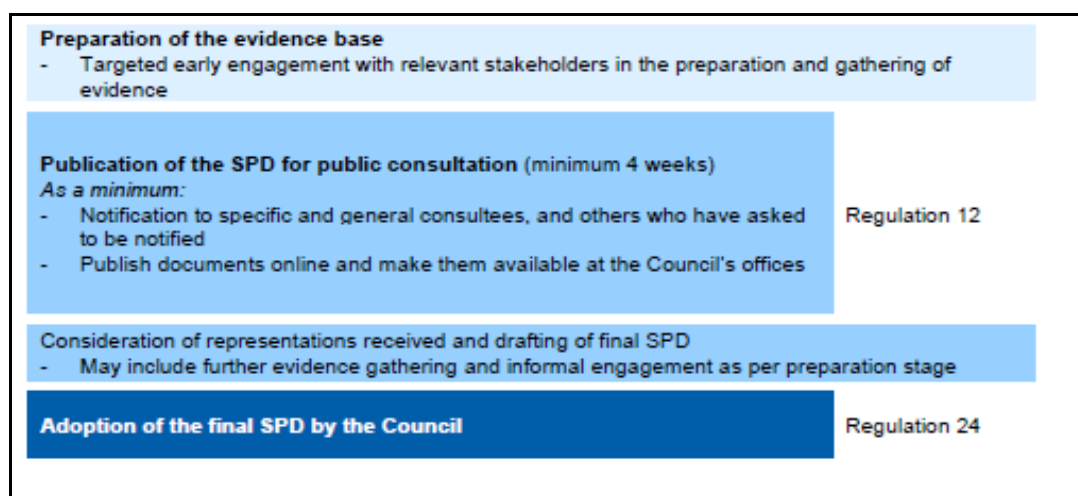 Preparation of the evidence base
- Targeted early engagement with relevant stakeholders in the preparation and gathering of
evidence
Publication of the SPD for public consultation (minimum 4 weeks)
As a minimum:
- Notification to specific and general consultees, and others who have asked
to be notified
- Publish documents online and make them available at the Council's offices
Regulation 12
Consideration of representations received and drafting of final SPD
- May include further evidence gathering and informal engagement as per preparation stage
Adoption of the final SPD by the Council
Regulation 24